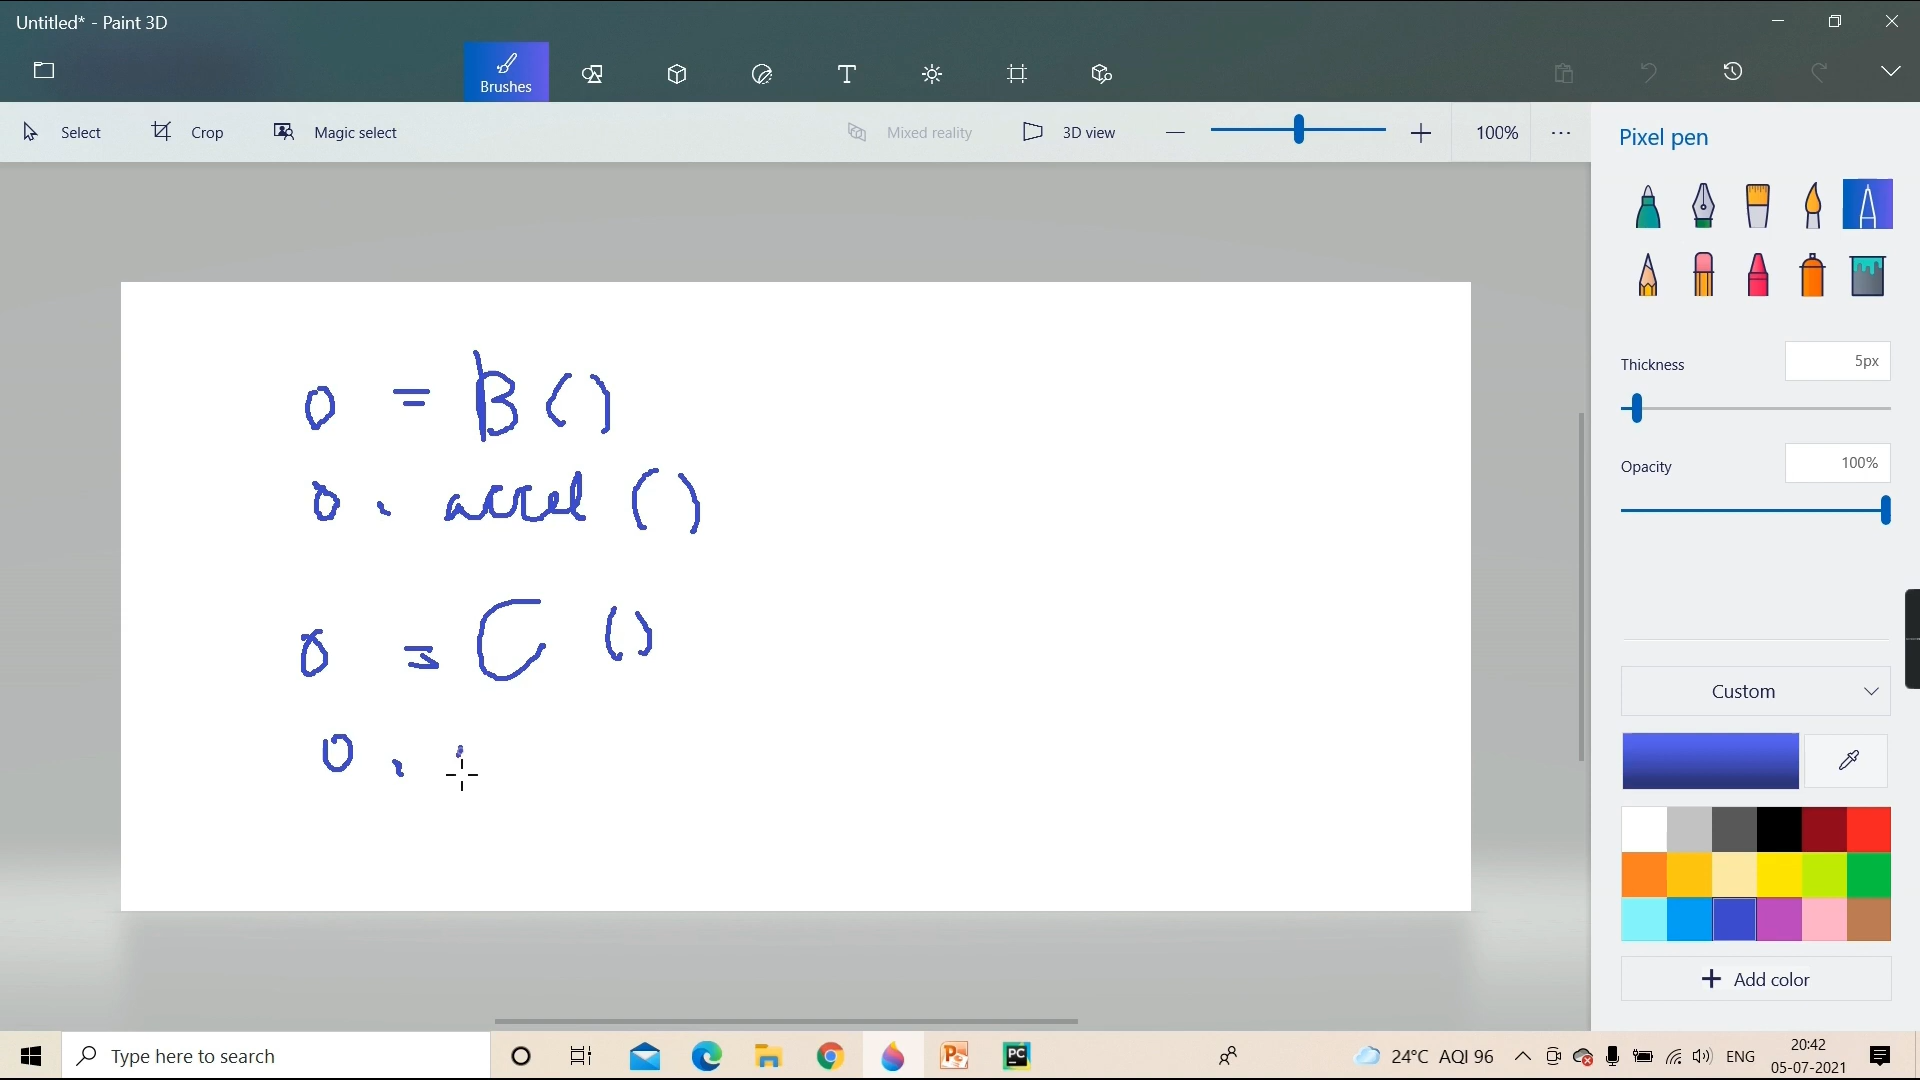 Untitled* - Paint 3D
Brushes
Select Crop Magic select Mixed reality 3D view 100% ...
Pixel pen
Thickness 5px
Opacity 100%
Custom
Add color
o = B ()
o . accel ()
o = C ()
o .
Type here to search
PC
24°C AQI 96
ENG
20:42
05-07-2021